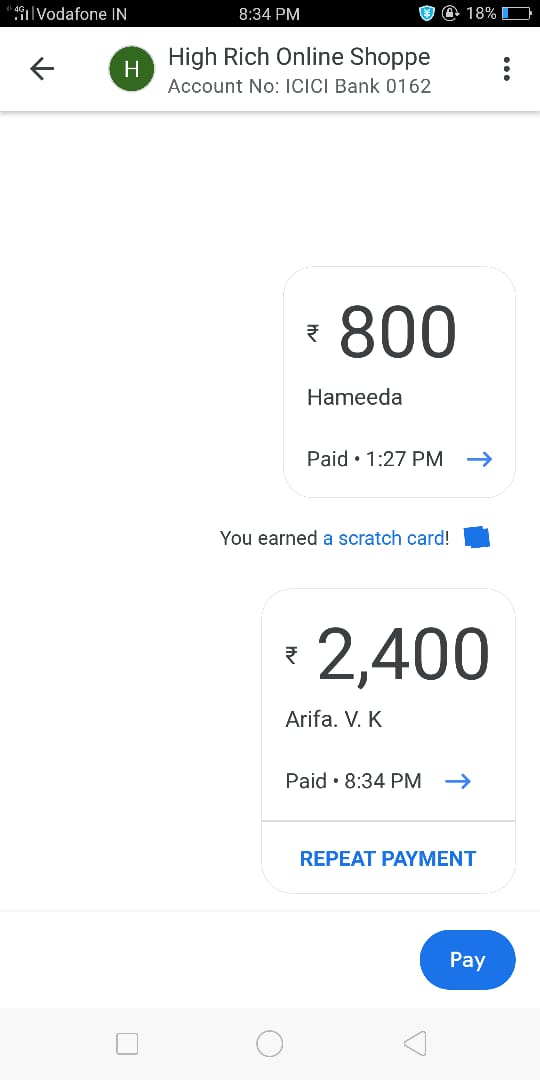 4G Vodafone IN 8:34 PM 18%
H
High Rich Online Shoppe
Account No: ICICI Bank 0162
₹ 800
Hameeda
Paid • 1:27 PM
You earned a scratch card!
₹ 2,400
Arifa. V. K
Paid • 8:34 PM
REPEAT PAYMENT
Pay